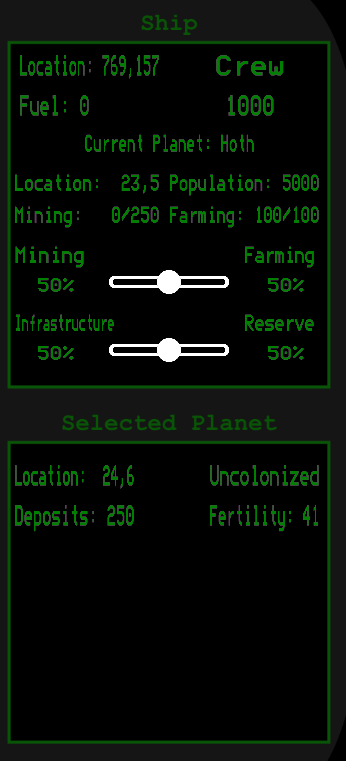 Ship
Location: 769,157 Crew
Fuel: 0 1000
Current Planet: Hoth
Location: 23,5 Population: 5000
Mining: 0/250 Farming: 100/100
Mining Farming
50% 50%
Infrastructure Reserve
50% 50%
Selected Planet
Location: 24,6 Uncolonized
Deposits: 250 Fertility: 41